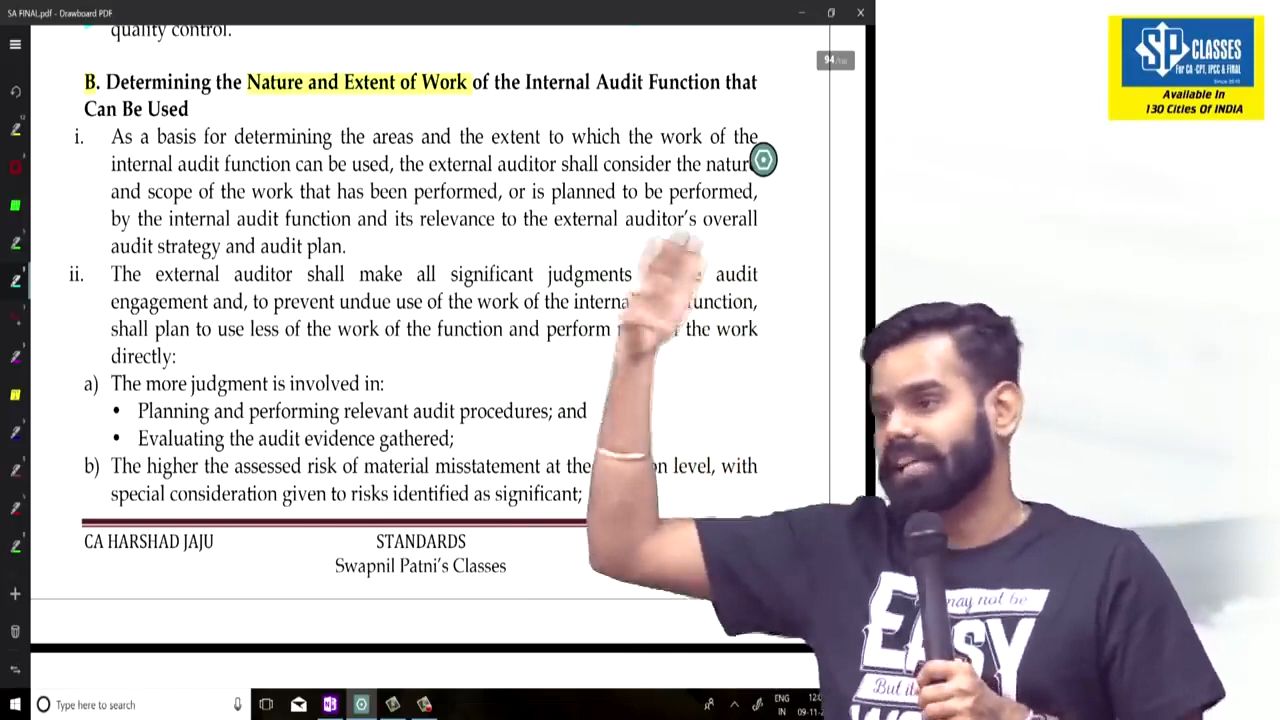 SA FINAL.pdf - Drawboard PDF
quality control.
94/110
B. Determining the Nature and Extent of Work of the Internal Audit Function that
Can Be Used
i. As a basis for determining the areas and the extent to which the work of the
internal audit function can be used, the external auditor shall consider the nature
and scope of the work that has been performed, or is planned to be performed,
by the internal audit function and its relevance to the external auditor's overall
audit strategy and audit plan.
ii. The external auditor shall make all significant judgments audit
engagement and, to prevent undue use of the work of the function,
shall plan to use less of the work of the function and perform the work
directly:
a) The more judgment is involved in:
• Planning and performing relevant audit procedures; and
• Evaluating the audit evidence gathered;
b) The higher the assessed risk of material misstatement at the level, with
special consideration given to risks identified as significant;
CA HARSHAD JAJU STANDARDS
Swapnil Patni's Classes
SP CLASSES
For CA -CPT, IPCC & FINAL
Since 2010
Available In
130 Cities Of INDIA
may not be
EASY
But
Type here to search
ENG
IN